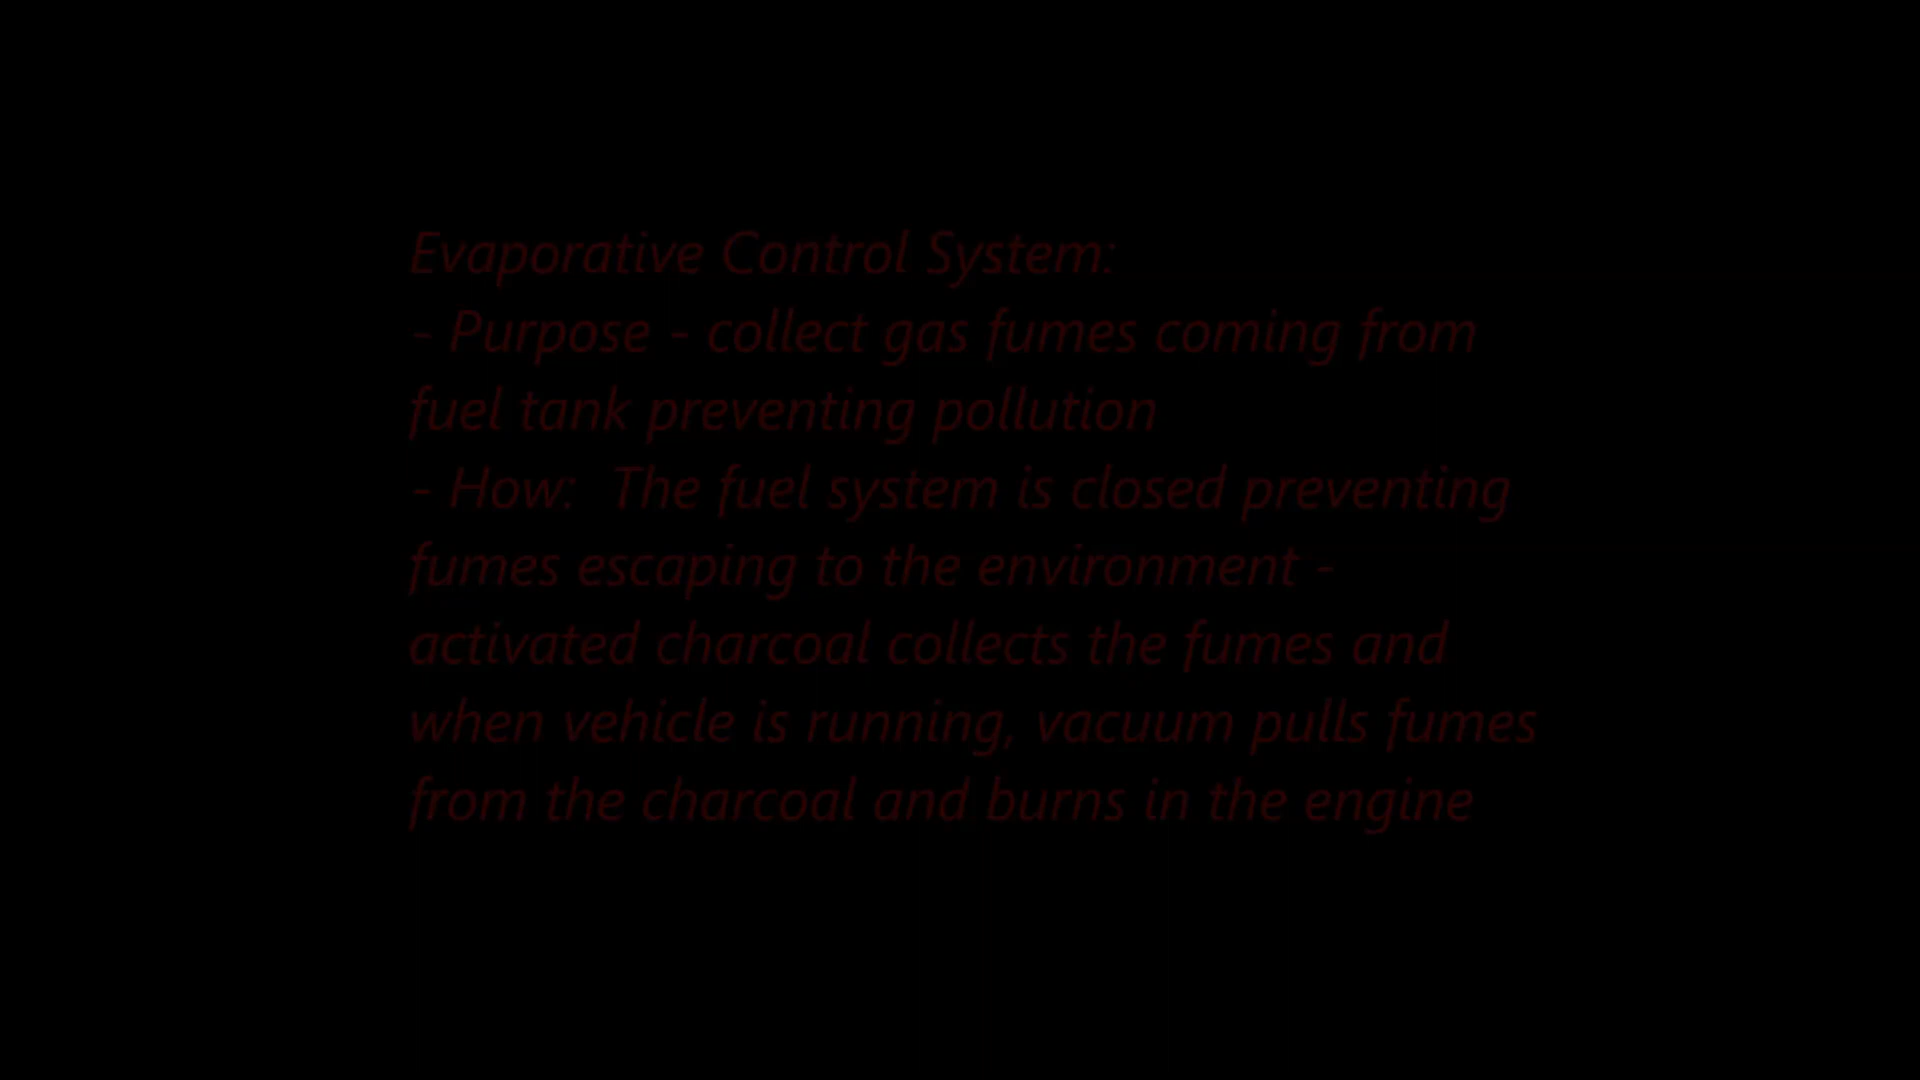 Evaporative Control System:
- Purpose - collect gas fumes coming from
fuel tank preventing pollution
- How:  The fuel system is closed preventing
fumes escaping to the environment -
activated charcoal collects the fumes and
when vehicle is running, vacuum pulls fumes
from the charcoal and burns in the engine